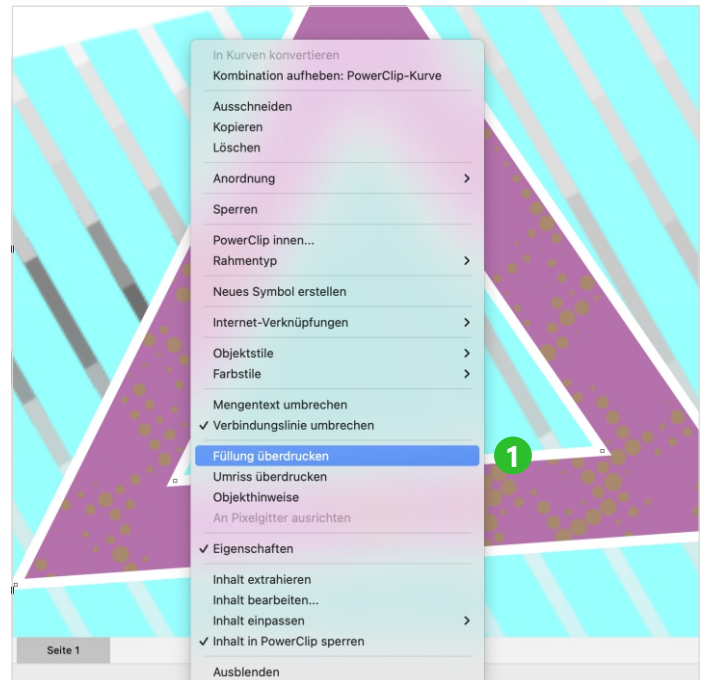 In Kurven konvertieren
Kombination aufheben: PowerClip-Kurve
Ausschneiden
Kopieren
Löschen
Anordnung
Sperren
PowerClip innen...
Rahmentyp
Neues Symbol erstellen
Internet-Verknüpfungen
Objektstile
Farbstile
Mengentext umbrechen
Verbindungslinie umbrechen
Füllung überdrucken
1
Umriss überdrucken
Objekthinweise
An Pixelgitter ausrichten
Eigenschaften
Inhalt extrahieren
Inhalt bearbeiten...
Inhalt einpassen
Inhalt in PowerClip sperren
Seite 1
Ausblenden